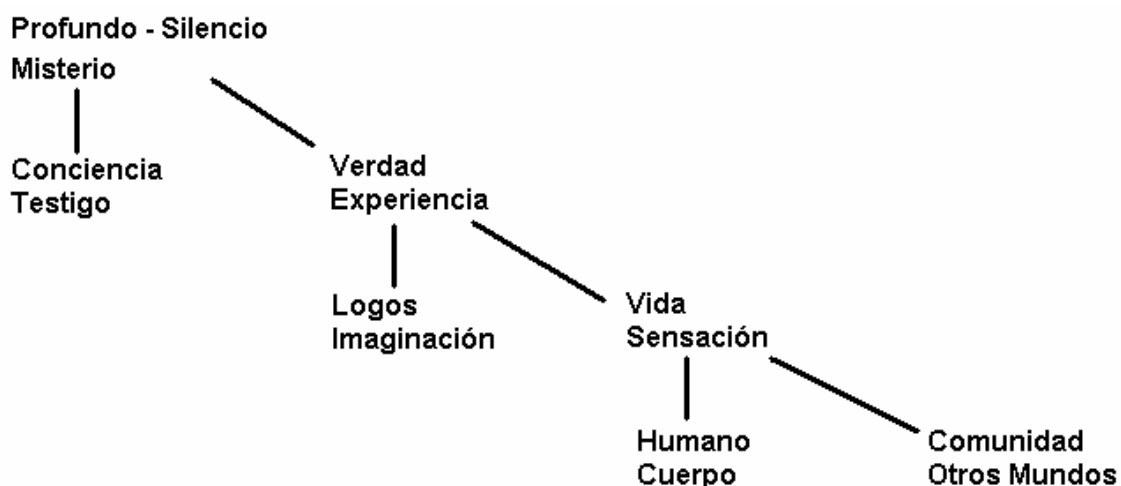 Profundo - Silencio
Misterio
Conciencia
Testigo
Verdad
Experiencia
Logos
Imaginación
Vida
Sensación
Humano
Cuerpo
Comunidad
Otros Mundos